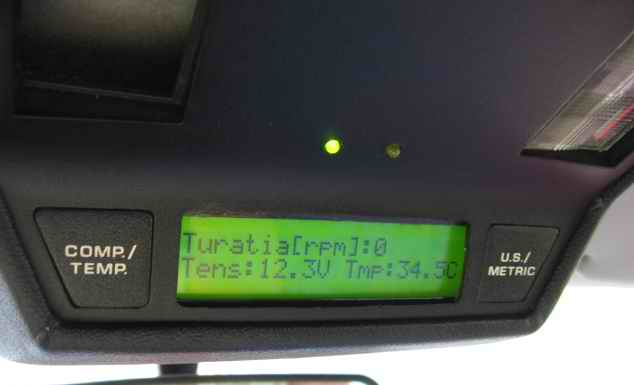 Turatia[rpm]:0
Tens:12.3V Tmp:34.5C
COMP./
TEMP.
U.S./
METRIC